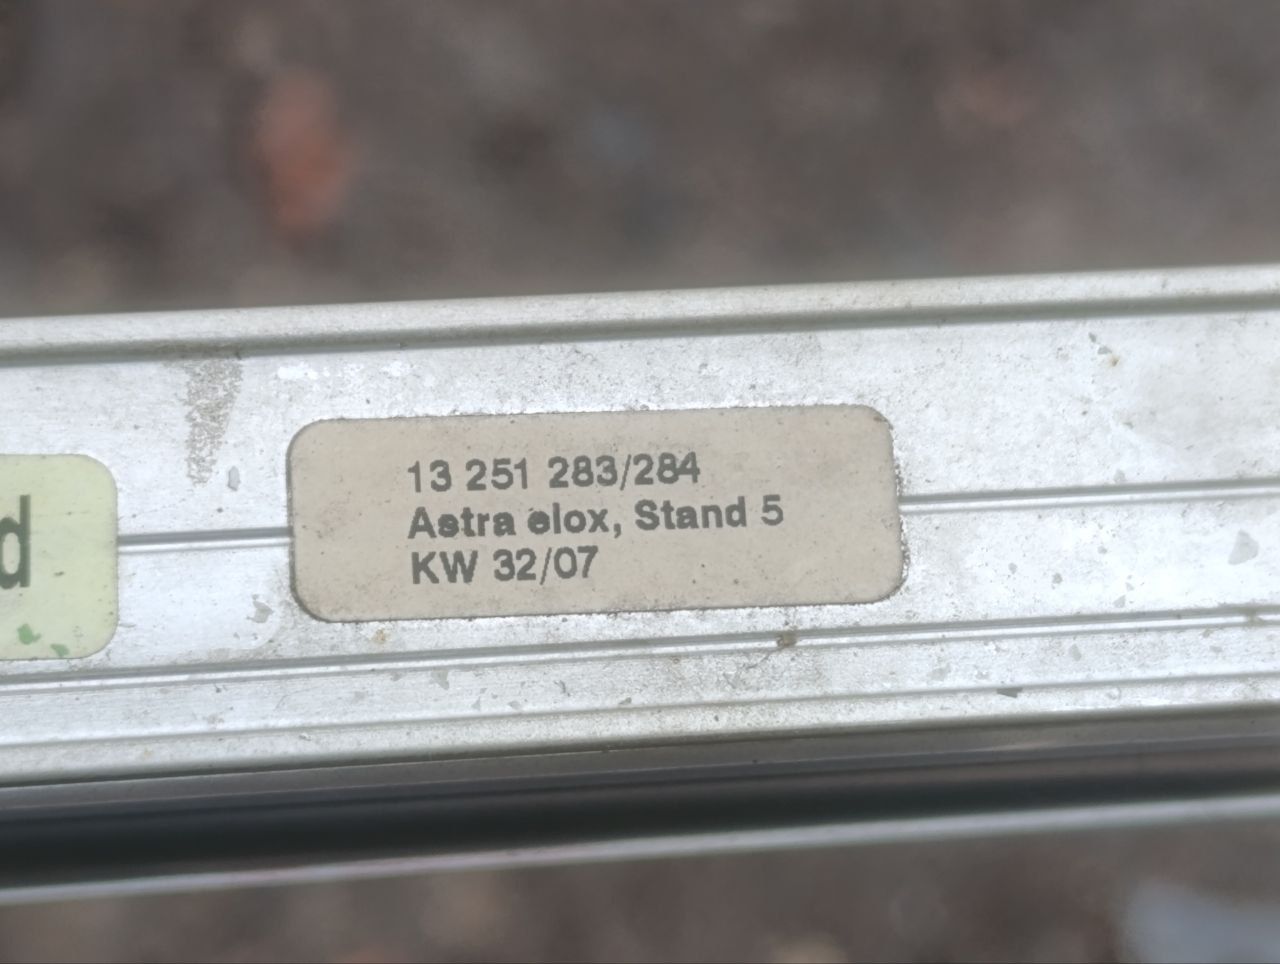 d
13 251 283/284
Astra elox, Stand 5
KW 32/07